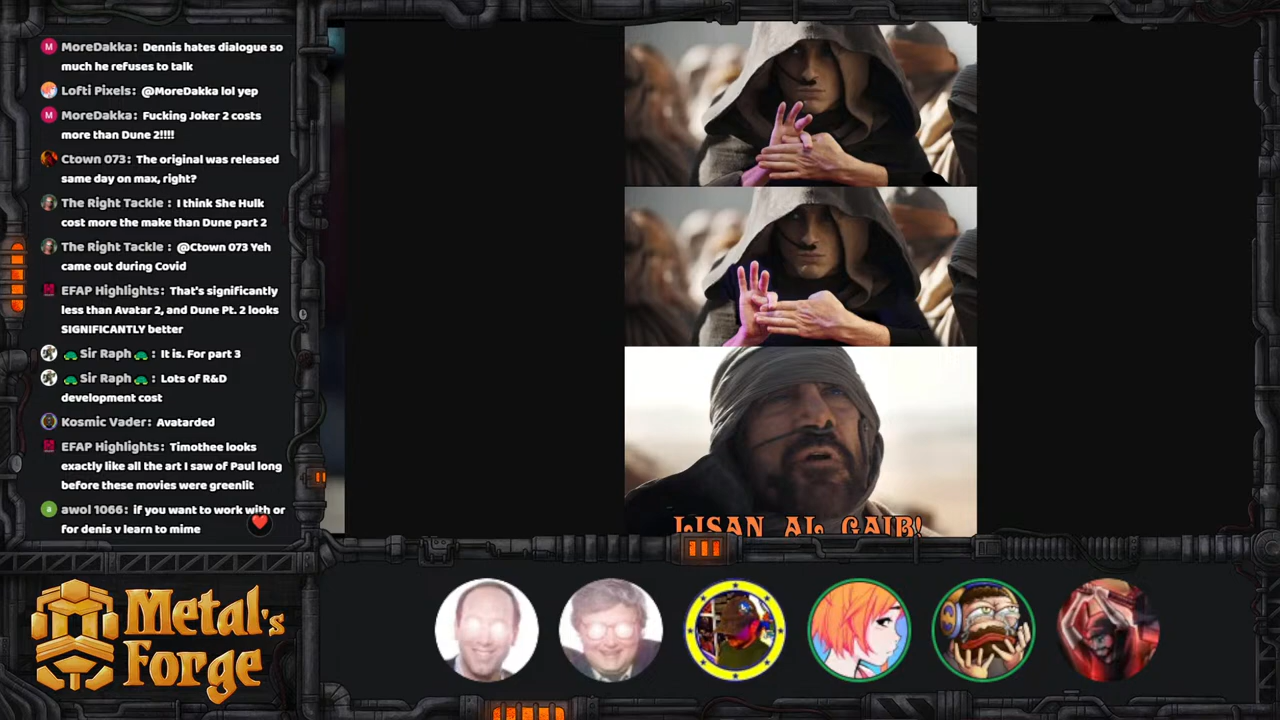 MoreDakka: Dennis hates dialogue so
much he refuses to talk
Lofti Pixels: @MoreDakka lol yep
MoreDakka: Fucking Joker 2 costs
more than Dune 2!!!!
Ctown 073: The original was released
same day on max, right?
The Right Tackle : I think She Hulk
cost more the make than Dune part 2
The Right Tackle : @Ctown 073 Yeh
came out during Covid
EFAP Highlights: That's significantly
less than Avatar 2, and Dune Pt. 2 looks
SIGNIFICANTLY better
🐢 Sir Raph 🐢 : It is. For part 3
🐢 Sir Raph 🐢 : Lots of R&D
development cost
Kosmic Vader: Avatarded
EFAP Highlights: Timothee looks
exactly like all the art I saw of Paul long
before these movies were greenlit
awol 1066: if you want to work with or
for denis v learn to mime
LISAN AL GAIB!
Metal's
Forge